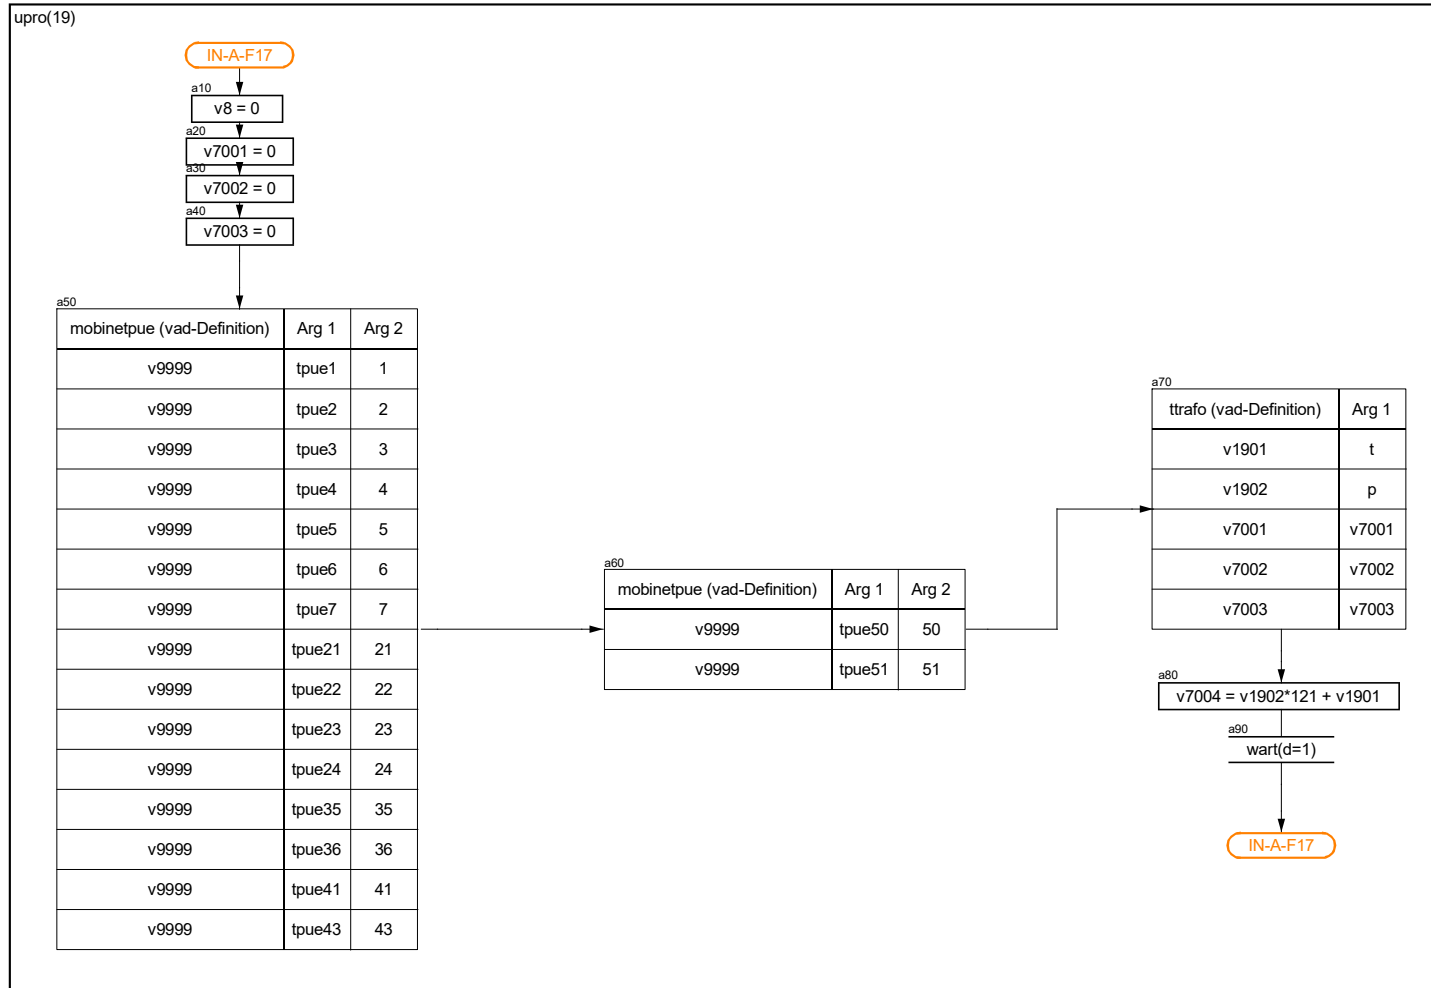 upro(19)
IN-A-F17
a10
v8 = 0
a20
v7001 = 0
a30
v7002 = 0
a40
v7003 = 0
a50
mobinetpue (vad-Definition) Arg 1 Arg 2
v9999 tpue1 1
v9999 tpue2 2
v9999 tpue3 3
v9999 tpue4 4
v9999 tpue5 5
v9999 tpue6 6
v9999 tpue7 7
v9999 tpue21 21
v9999 tpue22 22
v9999 tpue23 23
v9999 tpue24 24
v9999 tpue35 35
v9999 tpue36 36
v9999 tpue41 41
v9999 tpue43 43
a60
mobinetpue (vad-Definition) Arg 1 Arg 2
v9999 tpue50 50
v9999 tpue51 51
a70
ttrafo (vad-Definition) Arg 1
v1901 t
v1902 p
v7001 v7001
v7002 v7002
v7003 v7003
a80
v7004 = v1902*121 + v1901
a90
wart(d=1)
IN-A-F17